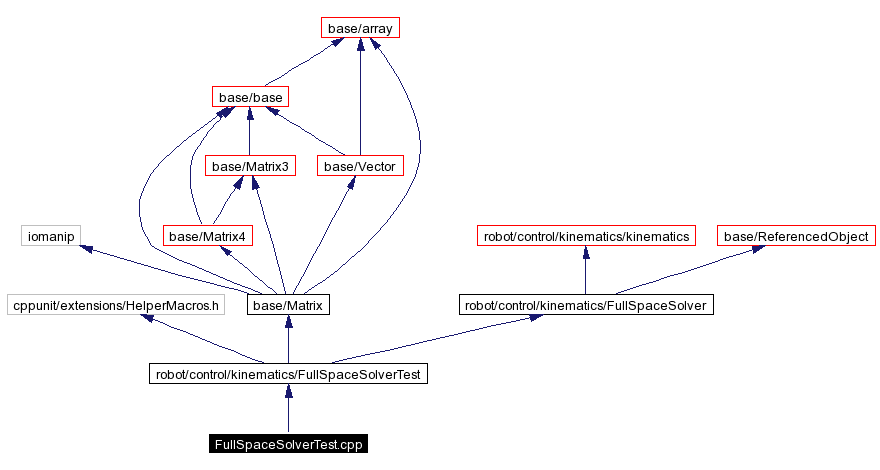 base/array
base/base
base/Matrix3
base/Vector
iomanip
base/Matrix4
robot/control/kinematics/kinematics
base/ReferencedObject
cppunit/extensions/HelperMacros.h
base/Matrix
robot/control/kinematics/FullSpaceSolver
robot/control/kinematics/FullSpaceSolverTest
FullSpaceSolverTest.cpp